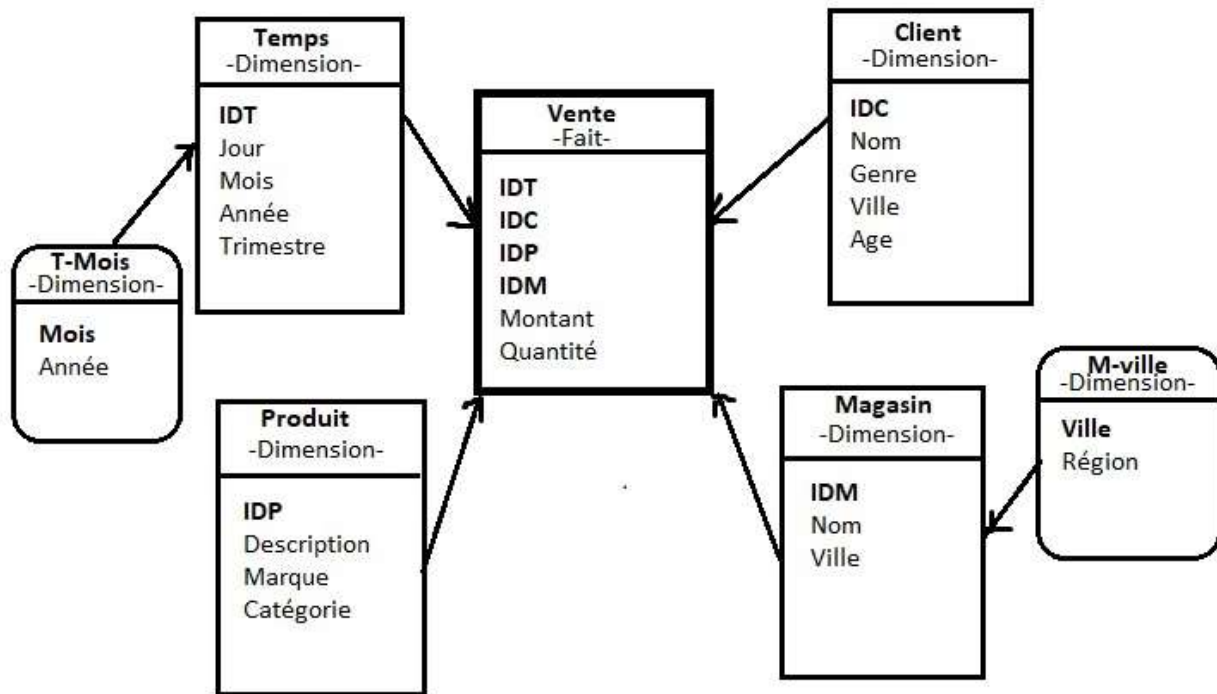 Temps
-Dimension-
IDT
Jour
Mois
Année
Trimestre
T-Mois
-Dimension-
Mois
Année
Vente
-Fait-
IDT
IDC
IDP
IDM
Montant
Quantité
Client
-Dimension-
IDC
Nom
Genre
Ville
Age
Produit
-Dimension-
IDP
Description
Marque
Catégorie
Magasin
-Dimension-
IDM
Nom
Ville
M-ville
-Dimension-
Ville
Région